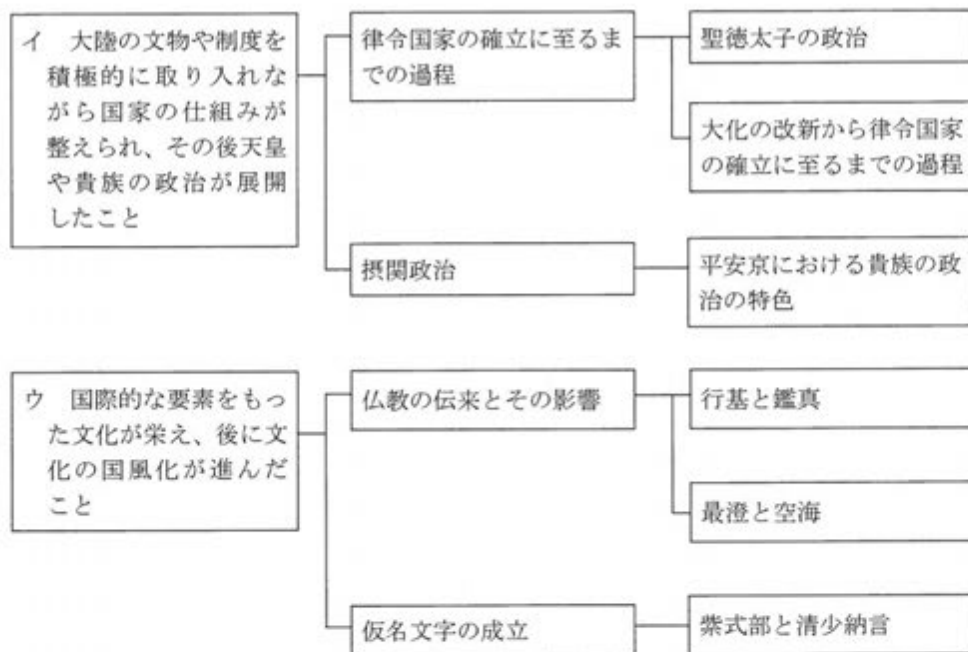 イ　大陸の文物や制度を
積極的に取り入れな
がら国家の仕組みが
整えられ、その後天皇
や貴族の政治が展開
したこと
律令国家の確立に至るま
での過程
聖徳太子の政治
大化の改新から律令国家
の確立に至るまでの過程
摂関政治
平安京における貴族の政
治の特色
ウ　国際的な要素をもっ
た文化が栄え、後に文
化の国風化が進んだ
こと
仏教の伝来とその影響
行基と鑑真
最澄と空海
仮名文字の成立
紫式部と清少納言